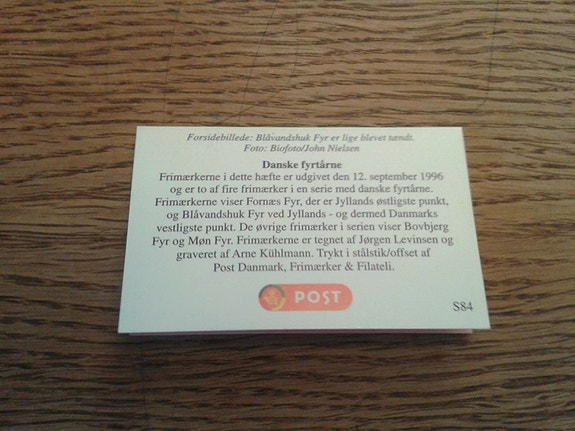 Forsidebillede: Blåvandshuk Fyr er lige blevet tændt.
Foto: Biofoto/John Nielsen
Danske fyrtårne
Frimærkerne i dette hæfte er udgivet den 12. september 1996
og er to af fire frimærker i en serie med danske fyrtårne.
Frimærkerne viser Fornæs Fyr, der er Jyllands østligste punkt,
og Blåvandshuk Fyr ved Jyllands - og dermed Danmarks
vestligste punkt. De øvrige frimærker i serien viser Bovbjerg
Fyr og Møn Fyr. Frimærkerne er tegnet af Jørgen Levinsen og
graveret af Arne Kühlmann. Trykt i stålstik/offset af
Post Danmark, Frimærker & Filateli.
POST
S84